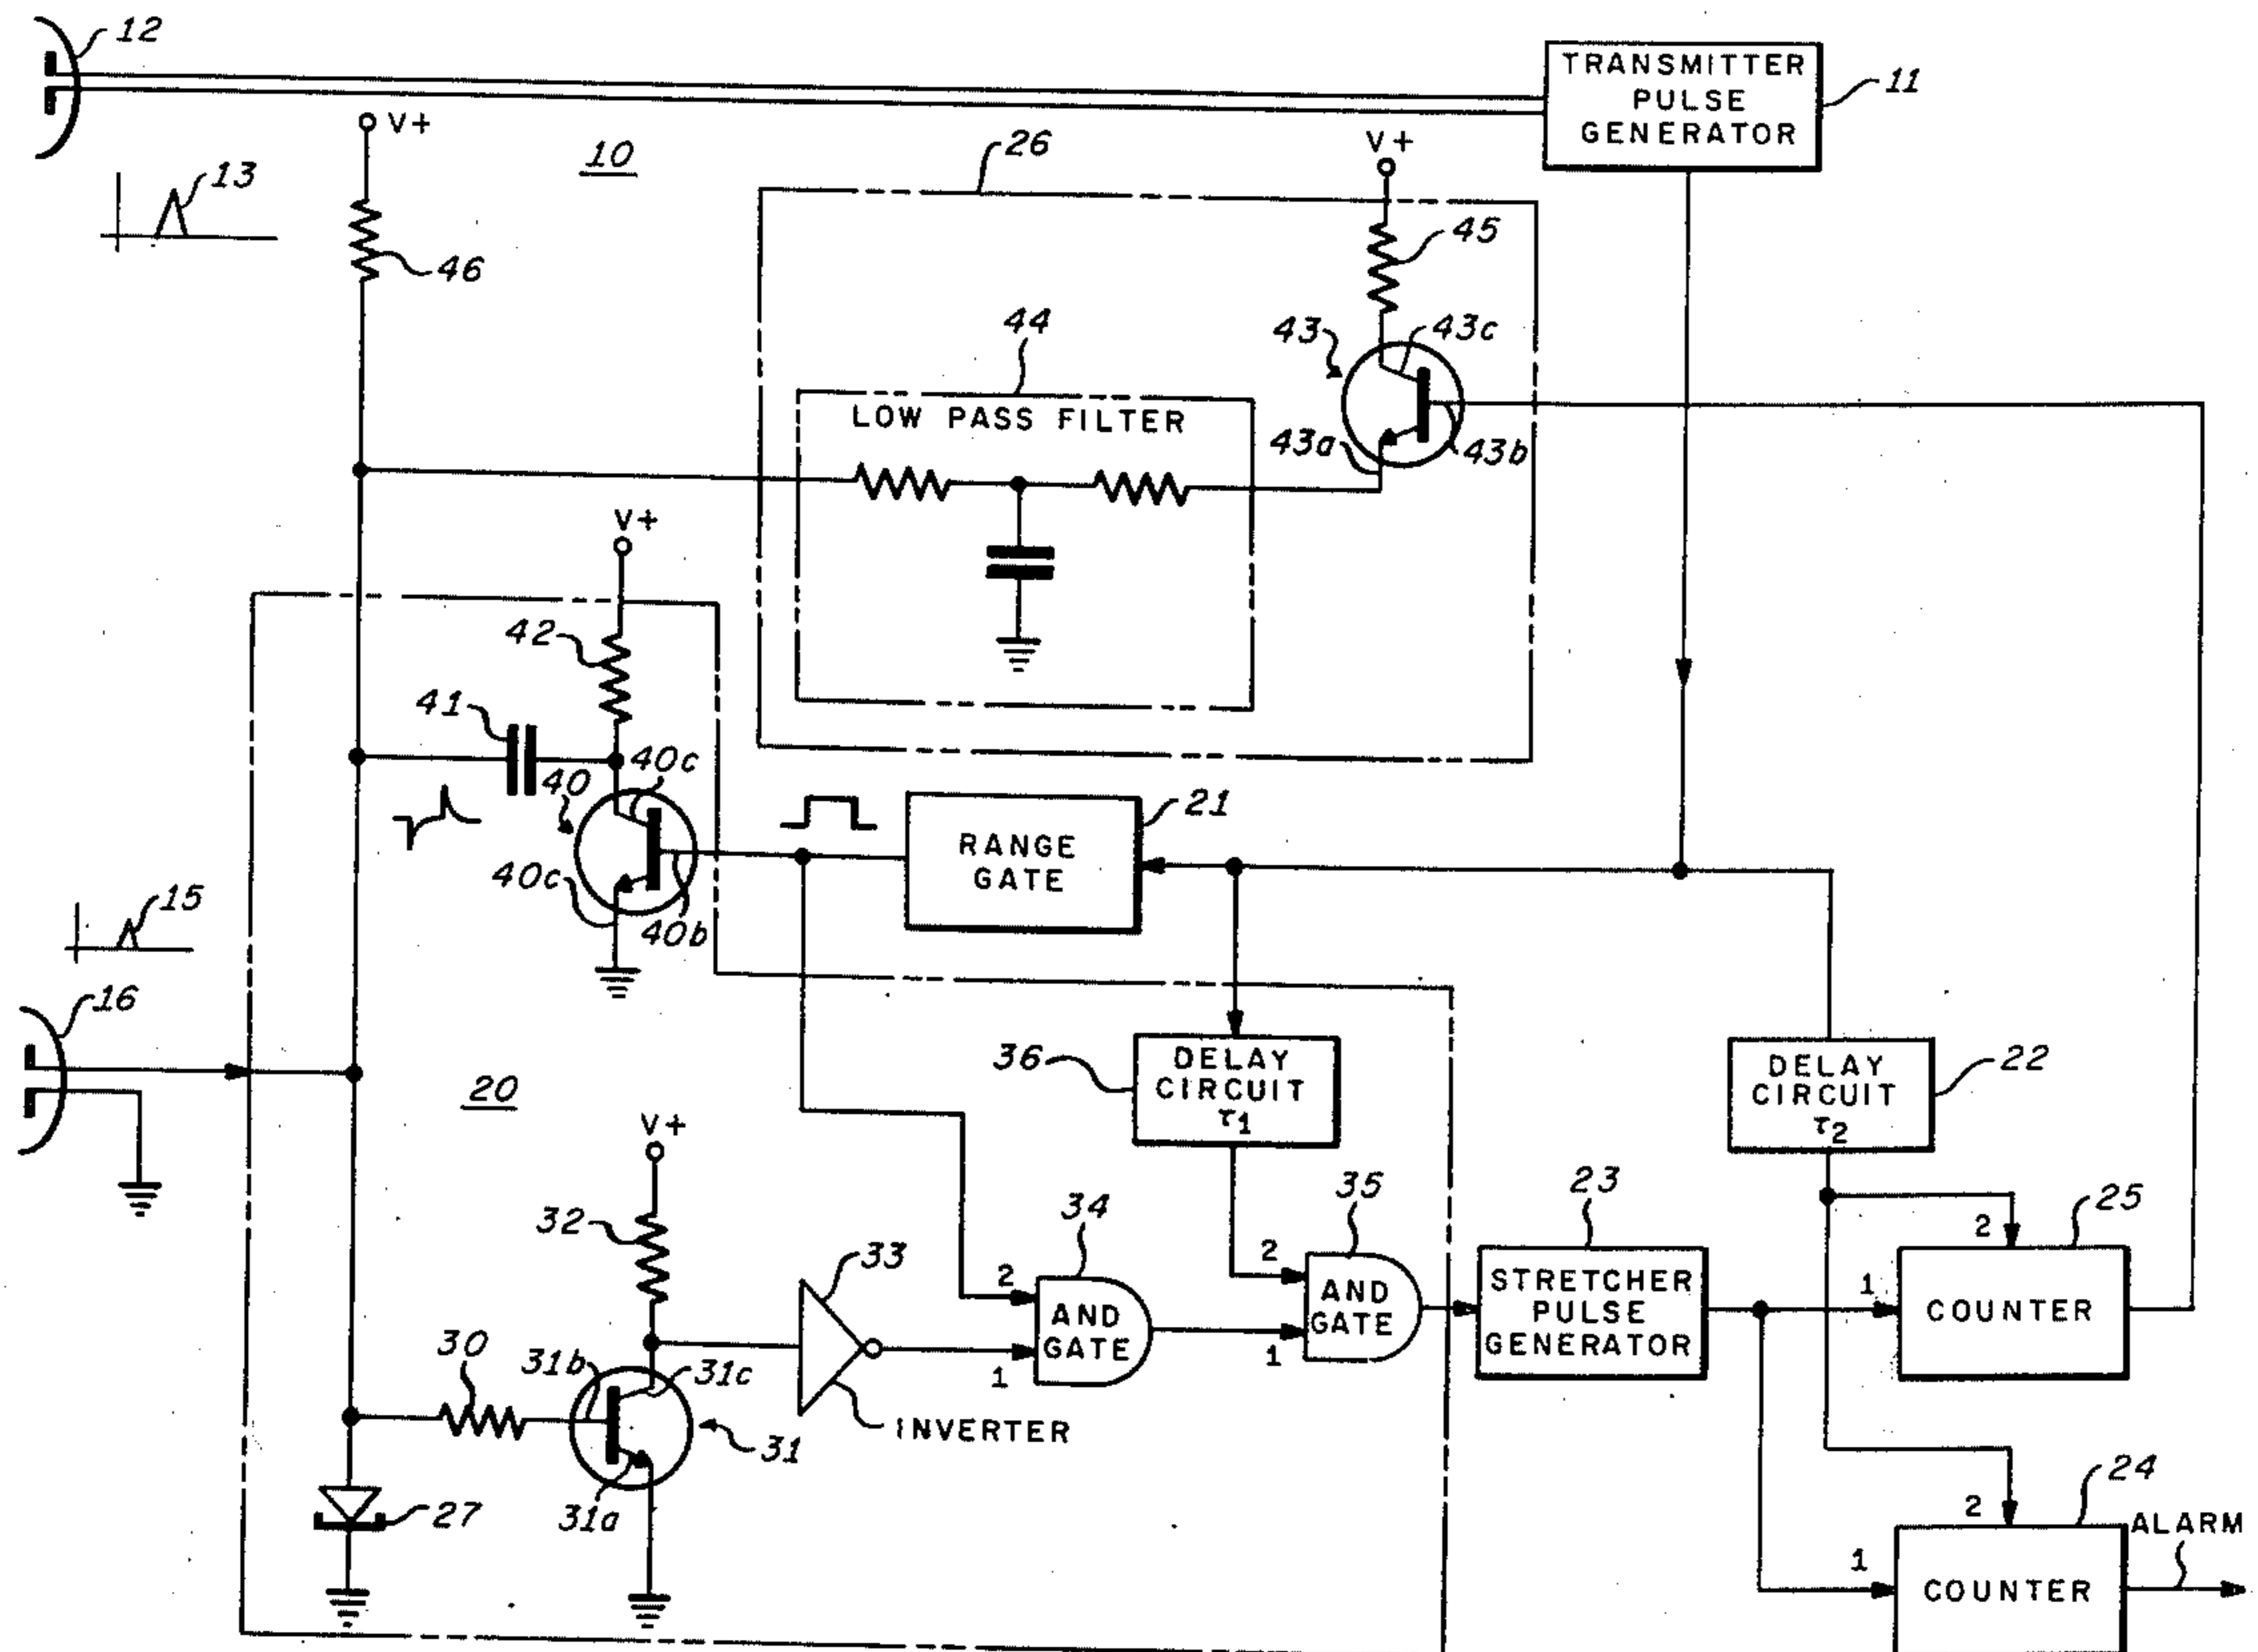 12
TRANSMITTER
PULSE
GENERATOR
11
V+
10
26
V+
13
46
45
44
43
43c
LOW PASS FILTER
43a
43b
V+
42
41
40
40c
21
RANGE
GATE
40c
40b
15
16
20
36
DELAY
CIRCUIT
τ1
DELAY
CIRCUIT
τ2
22
V+
32
33
34
35
23
25
2
2
2
AND
GATE
AND
GATE
STRETCHER
PULSE
GENERATOR
1
COUNTER
30
31b
31c
1
1
INVERTER
31
31a
27
24
2
ALARM
1
COUNTER